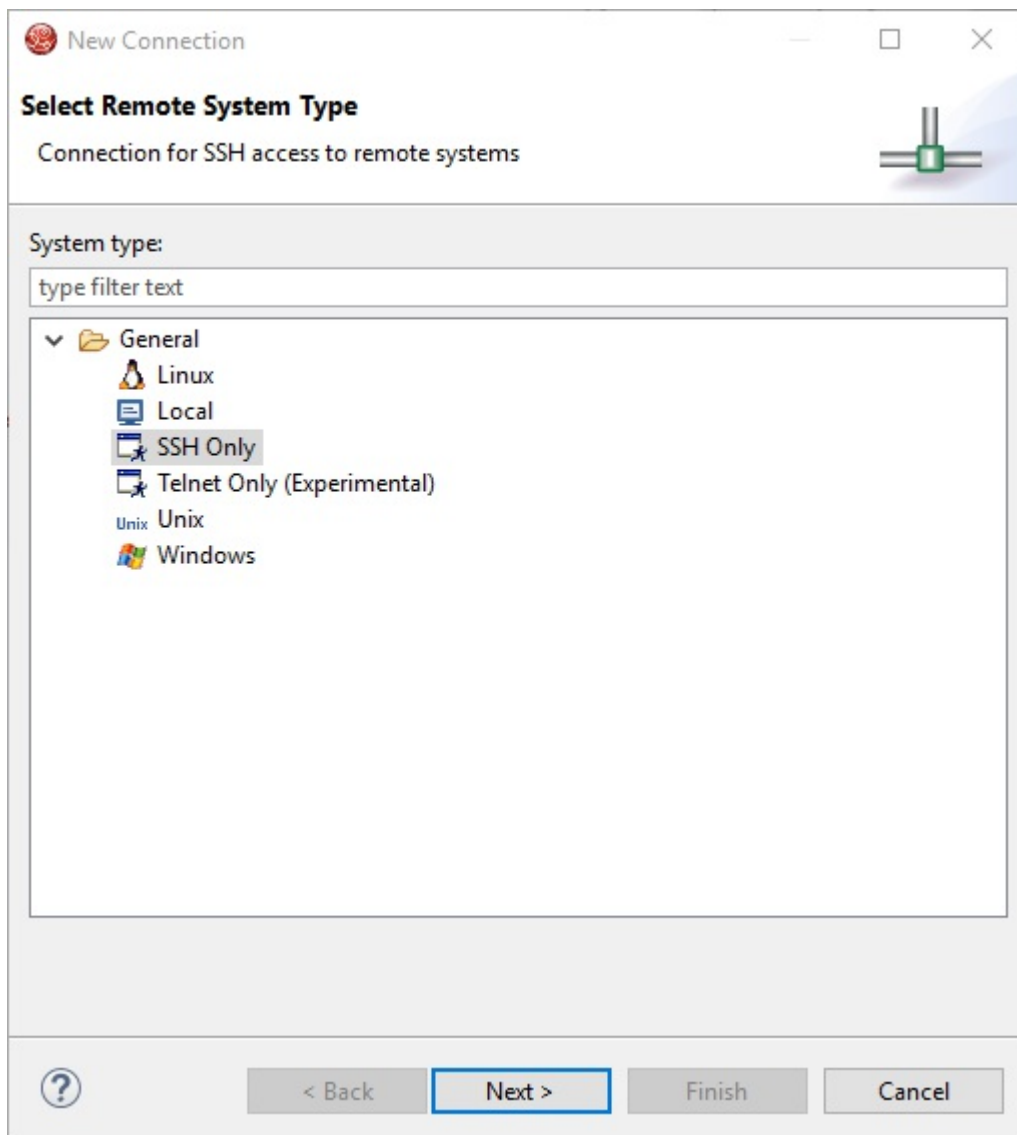 New Connection
Select Remote System Type
Connection for SSH access to remote systems
System type:
type filter text
General
Linux
Local
SSH Only
Telnet Only (Experimental)
Unix Unix
Windows
?
< Back Next > Finish Cancel